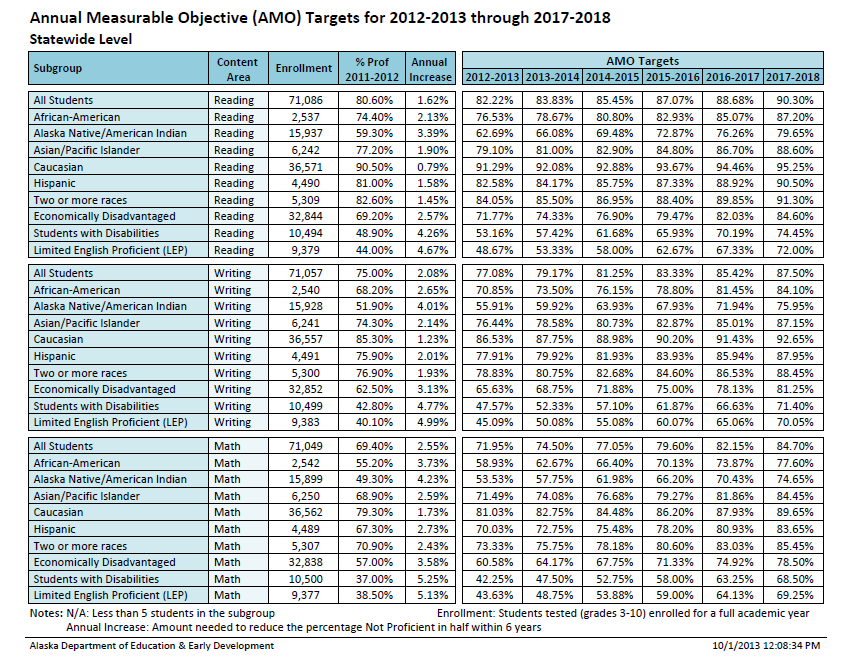 Annual Measurable Objective (AMO) Targets for 2012-2013 through 2017-2018
Statewide Level
Subgroup Content Area Enrollment % Prof 2011-2012 Annual Increase AMO Targets
2012-2013 2013-2014 2014-2015 2015-2016 2016-2017 2017-2018
All Students Reading 71,086 80.60% 1.62% 82.22% 83.83% 85.45% 87.07% 88.68% 90.30%
African-American Reading 2,537 74.40% 2.13% 76.53% 78.67% 80.80% 82.93% 85.07% 87.20%
Alaska Native/American Indian Reading 15,937 59.30% 3.39% 62.69% 66.08% 69.48% 72.87% 76.26% 79.65%
Asian/Pacific Islander Reading 6,242 77.20% 1.90% 79.10% 81.00% 82.90% 84.80% 86.70% 88.60%
Caucasian Reading 36,571 90.50% 0.79% 91.29% 92.08% 92.88% 93.67% 94.46% 95.25%
Hispanic Reading 4,490 81.00% 1.58% 82.58% 84.17% 85.75% 87.33% 88.92% 90.50%
Two or more races Reading 5,309 82.60% 1.45% 84.05% 85.50% 86.95% 88.40% 89.85% 91.30%
Economically Disadvantaged Reading 32,844 69.20% 2.57% 71.77% 74.33% 76.90% 79.47% 82.03% 84.60%
Students with Disabilities Reading 10,494 48.90% 4.26% 53.16% 57.42% 61.68% 65.93% 70.19% 74.45%
Limited English Proficient (LEP) Reading 9,379 44.00% 4.67% 48.67% 53.33% 58.00% 62.67% 67.33% 72.00%
All Students Writing 71,057 75.00% 2.08% 77.08% 79.17% 81.25% 83.33% 85.42% 87.50%
African-American Writing 2,540 68.20% 2.65% 70.85% 73.50% 76.15% 78.80% 81.45% 84.10%
Alaska Native/American Indian Writing 15,928 51.90% 4.01% 55.91% 59.92% 63.93% 67.93% 71.94% 75.95%
Asian/Pacific Islander Writing 6,241 74.30% 2.14% 76.44% 78.58% 80.73% 82.87% 85.01% 87.15%
Caucasian Writing 36,557 85.30% 1.23% 86.53% 87.75% 88.98% 90.20% 91.43% 92.65%
Hispanic Writing 4,491 75.90% 2.01% 77.91% 79.92% 81.93% 83.93% 85.94% 87.95%
Two or more races Writing 5,300 76.90% 1.93% 78.83% 80.75% 82.68% 84.60% 86.53% 88.45%
Economically Disadvantaged Writing 32,852 62.50% 3.13% 65.63% 68.75% 71.88% 75.00% 78.13% 81.25%
Students with Disabilities Writing 10,499 42.80% 4.77% 47.57% 52.33% 57.10% 61.87% 66.63% 71.40%
Limited English Proficient (LEP) Writing 9,383 40.10% 4.99% 45.09% 50.08% 55.08% 60.07% 65.06% 70.05%
All Students Math 71,049 69.40% 2.55% 71.95% 74.50% 77.05% 79.60% 82.15% 84.70%
African-American Math 2,542 55.20% 3.73% 58.93% 62.67% 66.40% 70.13% 73.87% 77.60%
Alaska Native/American Indian Math 15,899 49.30% 4.23% 53.53% 57.75% 61.98% 66.20% 70.43% 74.65%
Asian/Pacific Islander Math 6,250 68.90% 2.59% 71.49% 74.08% 76.68% 79.27% 81.86% 84.45%
Caucasian Math 36,562 79.30% 1.73% 81.03% 82.75% 84.48% 86.20% 87.93% 89.65%
Hispanic Math 4,489 67.30% 2.73% 70.03% 72.75% 75.48% 78.20% 80.93% 83.65%
Two or more races Math 5,307 70.90% 2.43% 73.33% 75.75% 78.18% 80.60% 83.03% 85.45%
Economically Disadvantaged Math 32,838 57.00% 3.58% 60.58% 64.17% 67.75% 71.33% 74.92% 78.50%
Students with Disabilities Math 10,500 37.00% 5.25% 42.25% 47.50% 52.75% 58.00% 63.25% 68.50%
Limited English Proficient (LEP) Math 9,377 38.50% 5.13% 43.63% 48.75% 53.88% 59.00% 64.13% 69.25%
Notes: N/A: Less than 5 students in the subgroup Enrollment: Students tested (grades 3-10) enrolled for a full academic year
Annual Increase: Amount needed to reduce the percentage Not Proficient in half within 6 years
Alaska Department of Education & Early Development 10/1/2013 12:08:34 PM